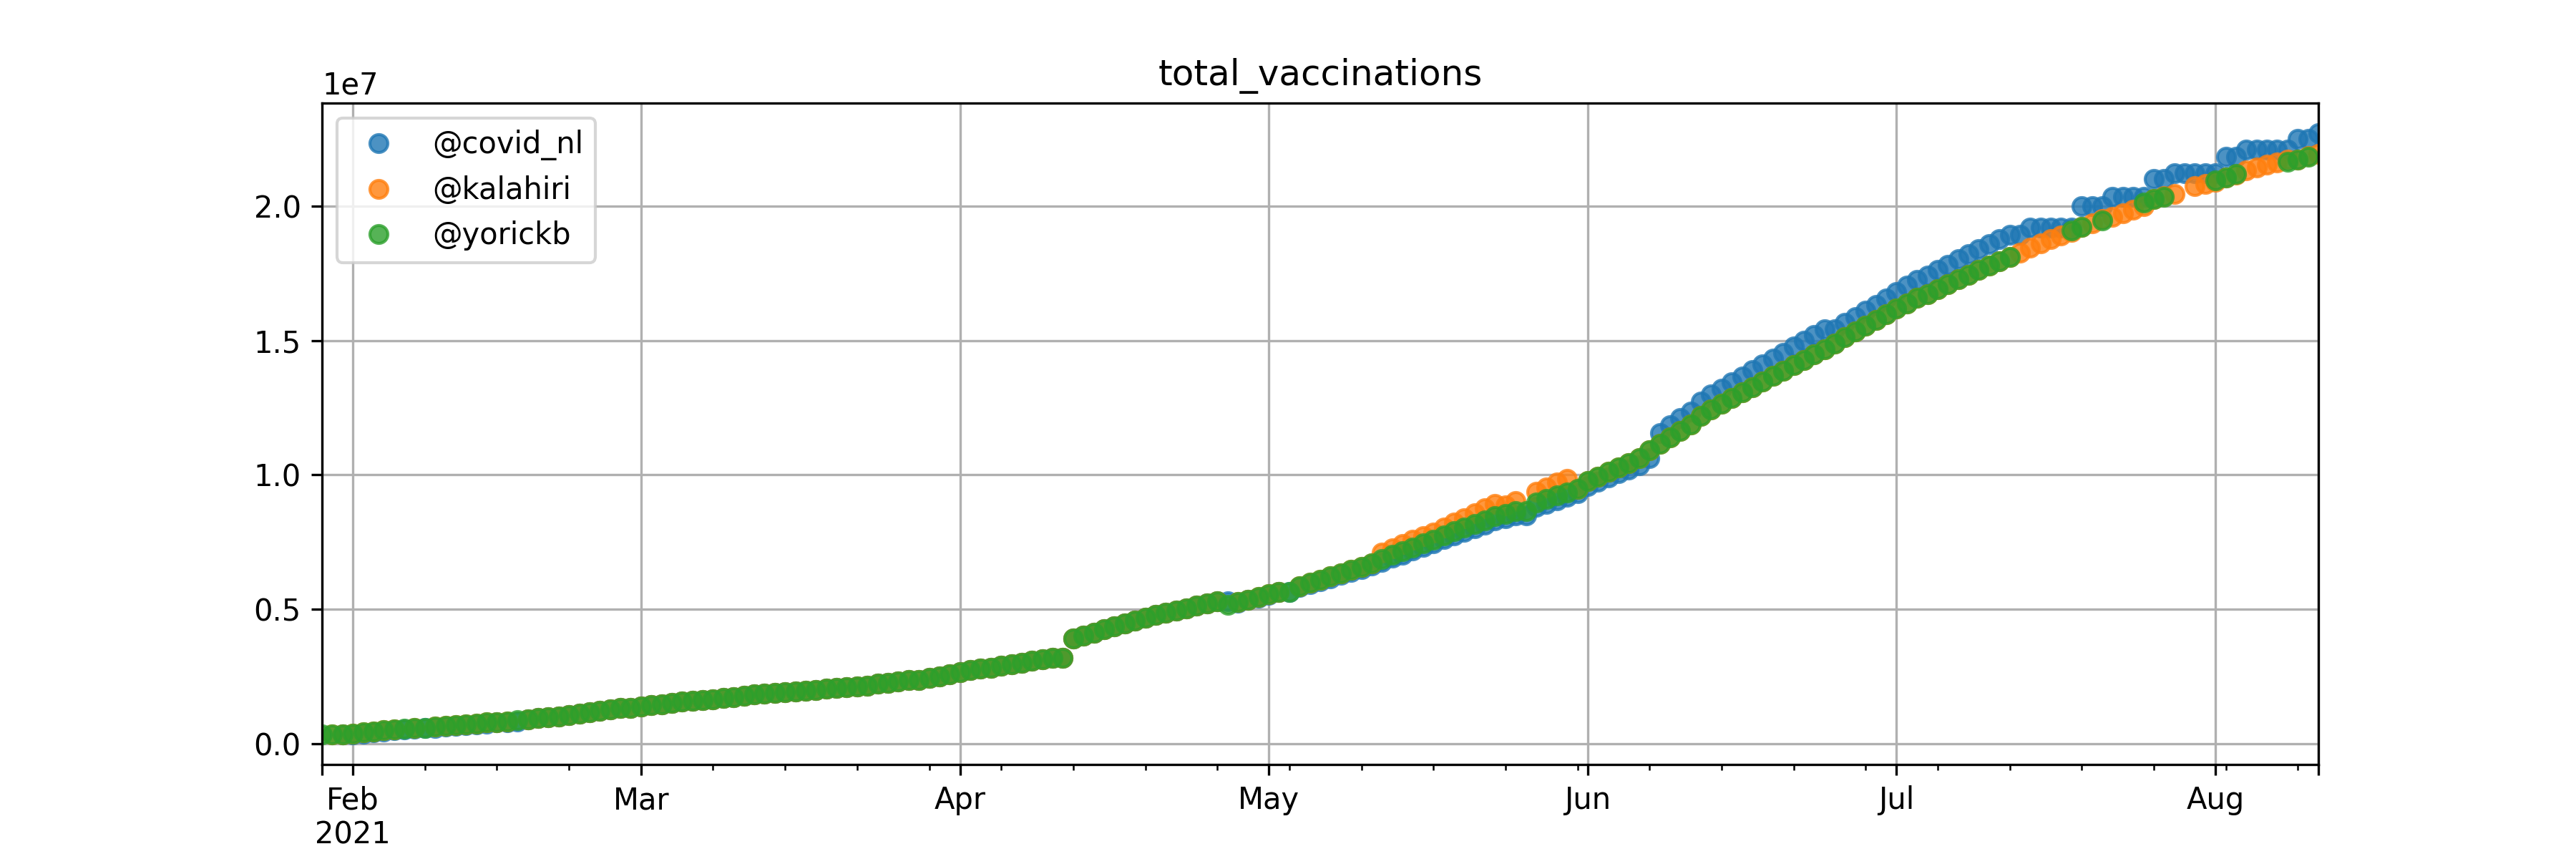 total_vaccinations
1e7
@covid_nl
@kalahiri
@yorickb
2.0
1.5
1.0
0.5
0.0
Feb Mar Apr May Jun Jul Aug
2021